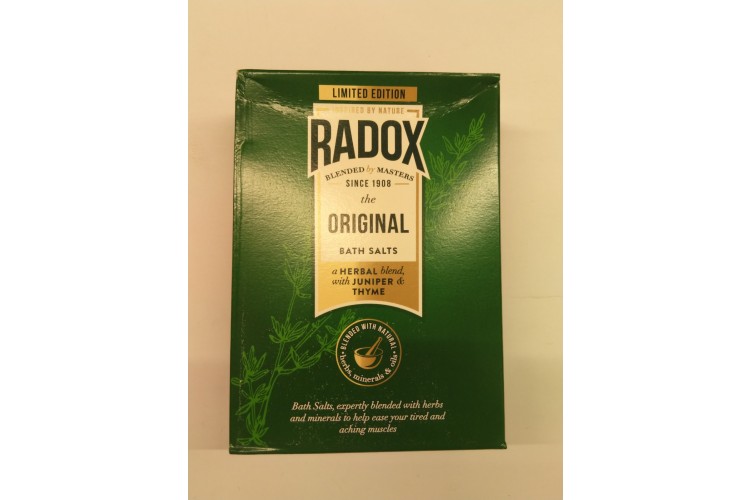 LIMITED EDITION
INSPIRED BY NATURE
RADOX
BLENDED by MASTERS
SINCE 1908
the
ORIGINAL
BATH SALTS
a HERBAL blend,
with JUNIPER &
THYME
BLENDED WITH NATURAL
herbs, minerals & oils
Bath Salts, expertly blended with herbs
and minerals to help ease your tired and
aching muscles